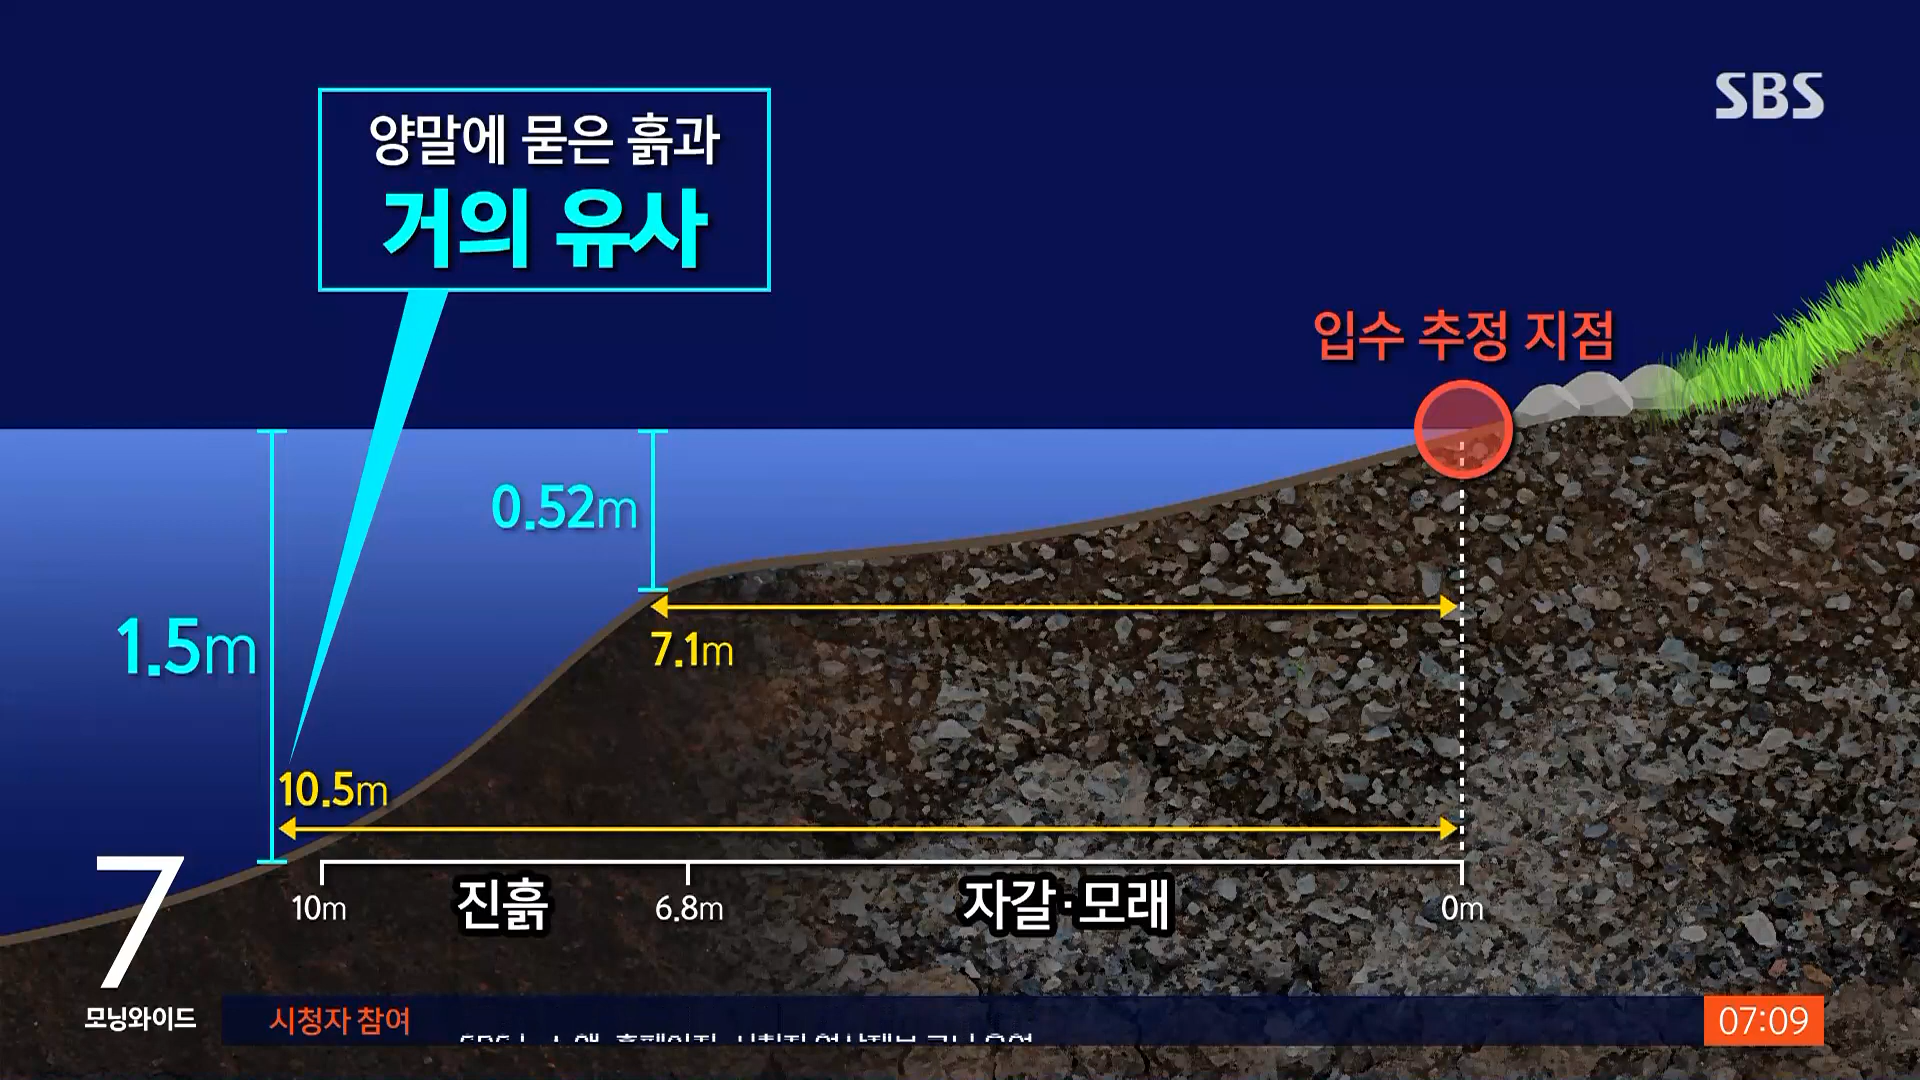 SBS
양말에 묻은 흙과
거의 유사
입수 추정 지점
0.52m
1.5m
7.1m
10.5m
10m
진흙
6.8m
자갈·모래
0m
7
모닝와이드
시청자 참여
07:09